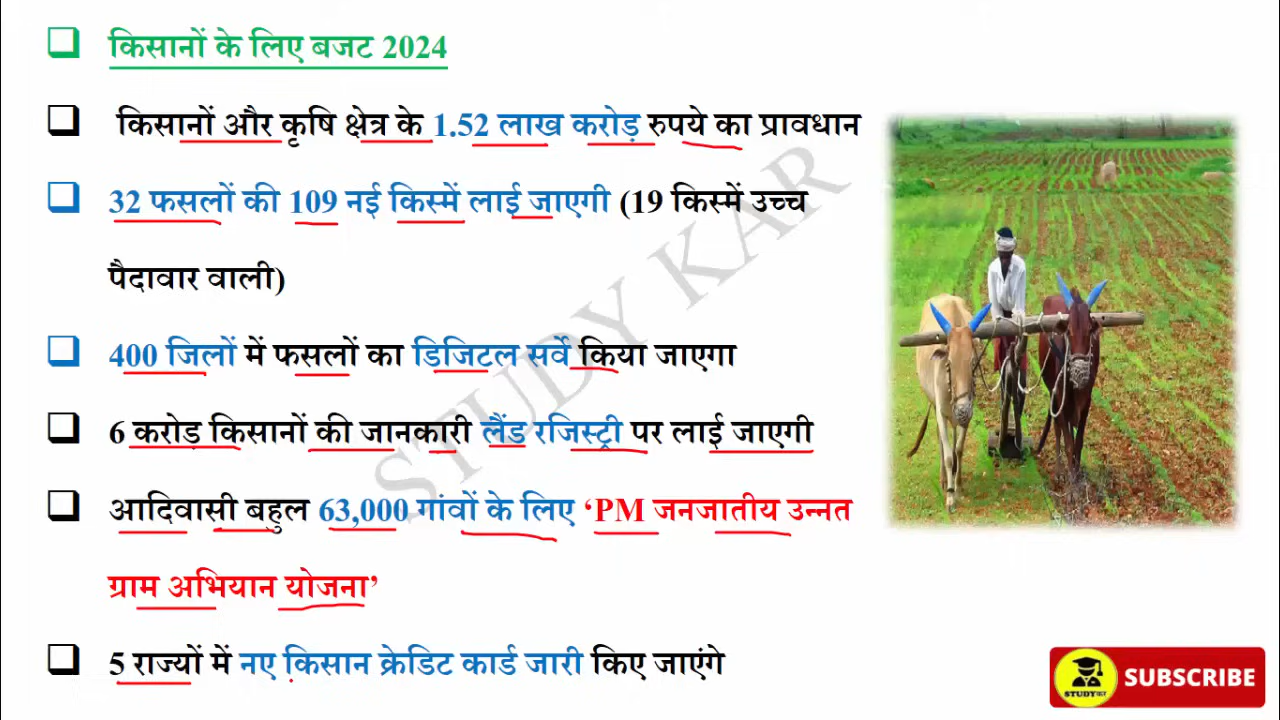 किसानों के लिए बजट 2024
किसानों और कृषि क्षेत्र के 1.52 लाख करोड़ रुपये का प्रावधान
32 फसलों की 109 नई किस्में लाई जाएगी (19 किस्में उच्च
पैदावार वाली)
400 जिलों में फसलों का डिजिटल सर्वे किया जाएगा
6 करोड़ किसानों की जानकारी लैंड रजिस्ट्री पर लाई जाएगी
आदिवासी बहुल 63,000 गांवों के लिए ‘PM जनजातीय उन्नत
ग्राम अभियान योजना’
5 राज्यों में नए किसान क्रेडिट कार्ड जारी किए जाएंगे
STUDY KAR
STUDYकर
SUBSCRIBE